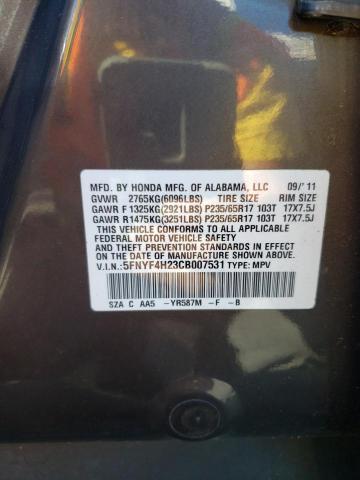 MFD. BY HONDA MFG. OF ALABAMA, LLC 09/'11
GVWR 2765KG(6096LBS) TIRE SIZE RIM SIZE
GAWR F 1325KG(2921LBS) P235/65R17 103T 17X7.5J
GAWR R 1475KG(3251LBS) P235/65R17 103T 17X7.5J
THIS VEHICLE CONFORMS TO ALL APPLICABLE
FEDERAL MOTOR VEHICLE SAFETY
AND THEFT PREVENTION STANDARDS IN EFFECT
ON THE DATE OF MANUFACTURE SHOWN ABOVE.
V.I.N.: 5FNYF4H23CB007531 TYPE: MPV
SZA C AA5 -YR587M -F -B